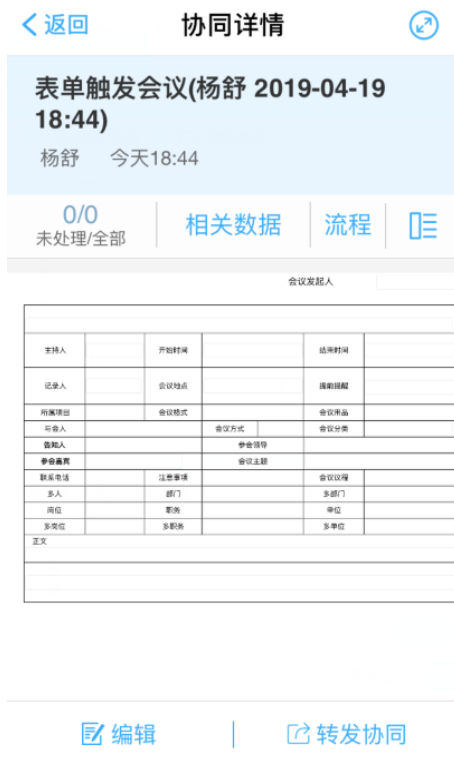 返回
协同详情
表单触发会议(杨舒 2019-04-19
18:44)
杨舒 今天18:44
0/0
未处理/全部
相关数据
流程
会议发起人
主持人 开始时间 结束时间
记录人 会议地点 提前提醒
所属项目 会议格式 会议用品
与会人 会议方式 会议分类
告知人 参会领导
参会嘉宾 会议主题
联系电话 注意事项 会议议程
多人 部门 多部门
岗位 职务 单位
多岗位 多职务 多单位
正文
编辑
转发协同